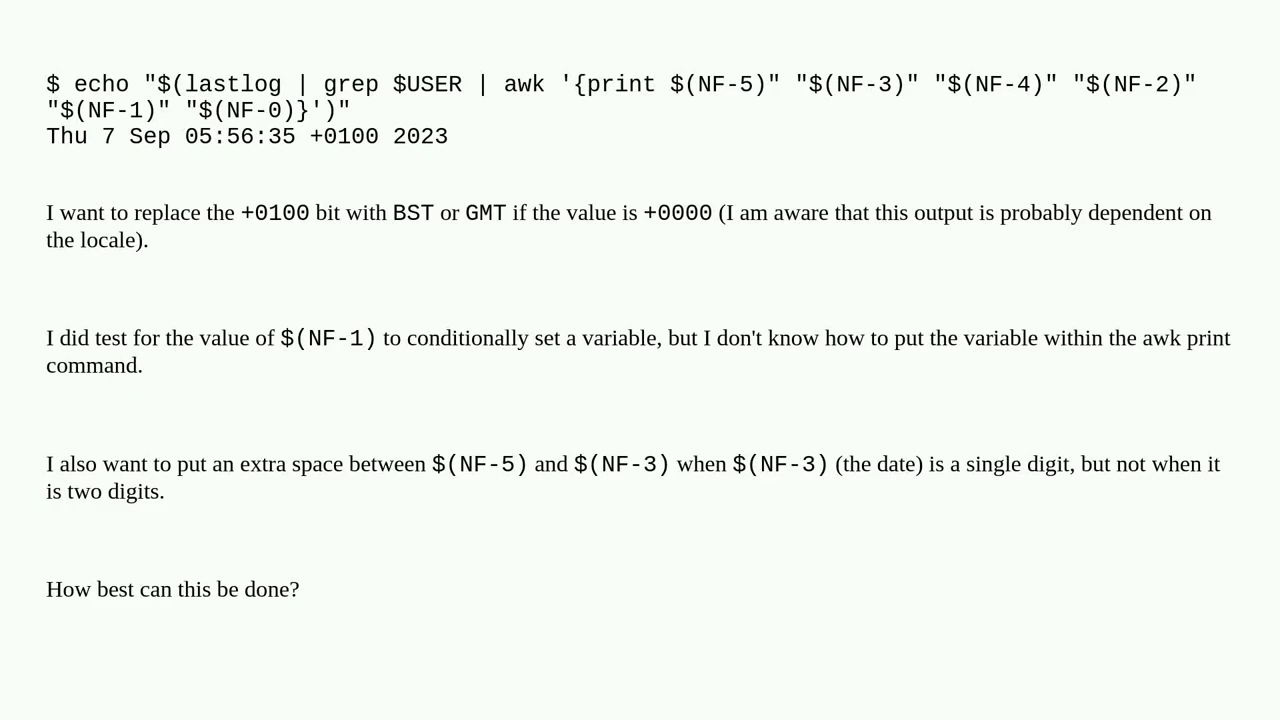 $ echo "$(lastlog | grep $USER | awk '{print $(NF-5)" "$(NF-3)" "$(NF-4)" "$(NF-2)"
"$(NF-1)" "$(NF-0)}')"
Thu 7 Sep 05:56:35 +0100 2023
I want to replace the +0100 bit with BST or GMT if the value is +0000 (I am aware that this output is probably dependent on
the locale).
I did test for the value of $(NF-1) to conditionally set a variable, but I don't know how to put the variable within the awk print
command.
I also want to put an extra space between $(NF-5) and $(NF-3) when $(NF-3) (the date) is a single digit, but not when it
is two digits.
How best can this be done?